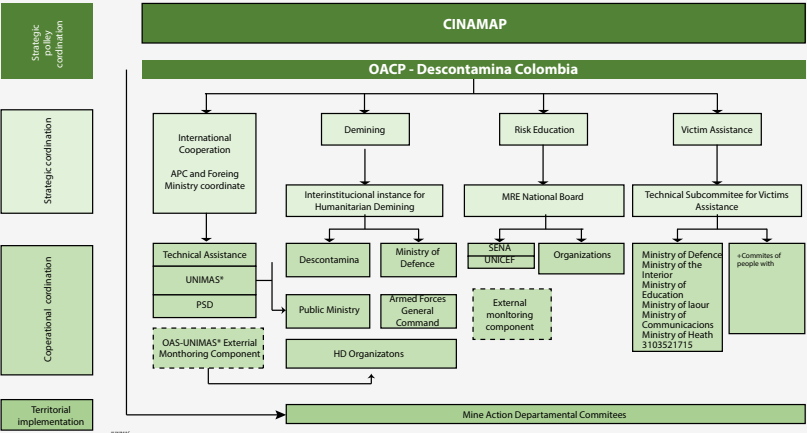 Strategic
polley
cordination
CINAMAP
OACP - Descontamina Colombia
Strategic cordination
International
Cooperation
APC and Foreing
Ministry coordinate
Demining
Risk Education
Victim Assistance
Interinstitucional instance for
Humanitarian Demining
MRE National Board
Technical Subcommitee for Victims
Assistance
Coperational cordination
Technical Assistance
UNIMAS*
PSD
OAS-UNIMAS* Exterrial
Monthoring Component
Descontamina
Ministry of
Defence
Public Ministry
Armed Forces
General
Command
HD Organizatons
SENA
UNICEF
Organizations
External
monltoring
component
Ministry of Defence
Ministry of the
Interior
Ministry of
Education
Ministry of laour
Ministry of
Communicacions
Ministry of Heath
3103521715
+Commites of
people with
Territorial
implementation
Mine Action Departamental Commitees